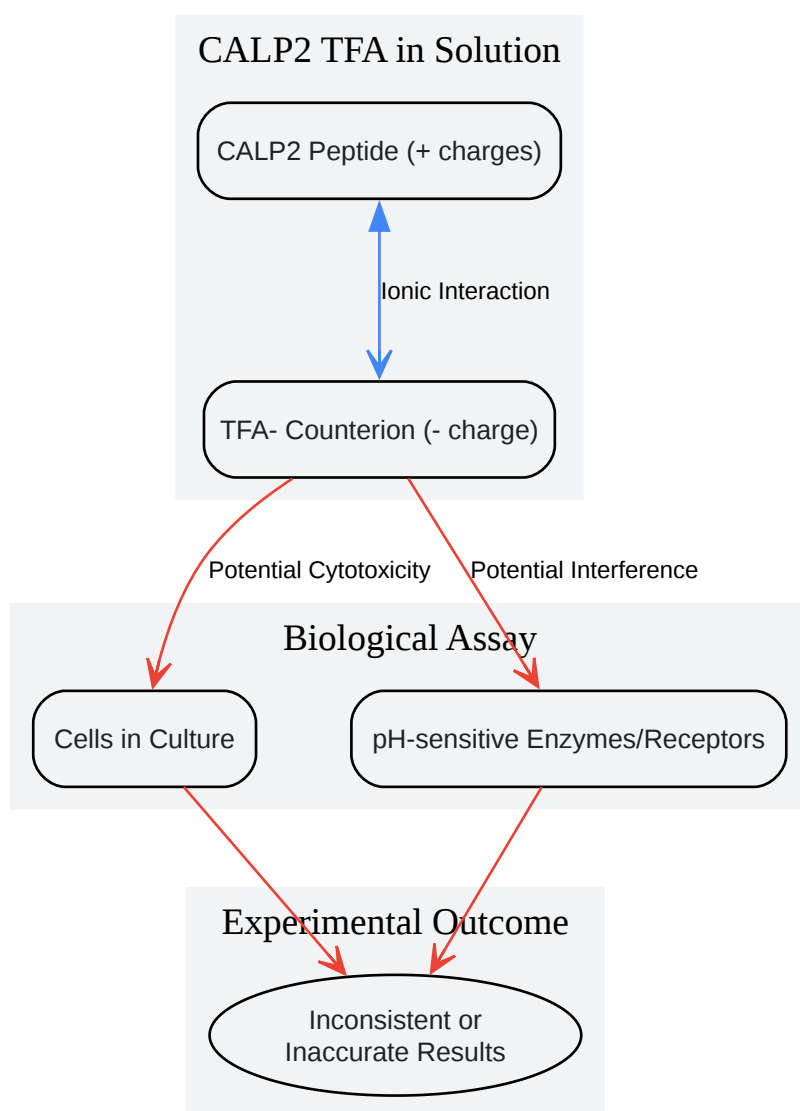 CALP2 TFA in Solution
CALP2 Peptide (+ charges)
Ionic Interaction
TFA- Counterion (- charge)
Potential Cytotoxicity
Potential Interference
Biological Assay
Cells in Culture
pH-sensitive Enzymes/Receptors
Experimental Outcome
Inconsistent or
Inaccurate Results